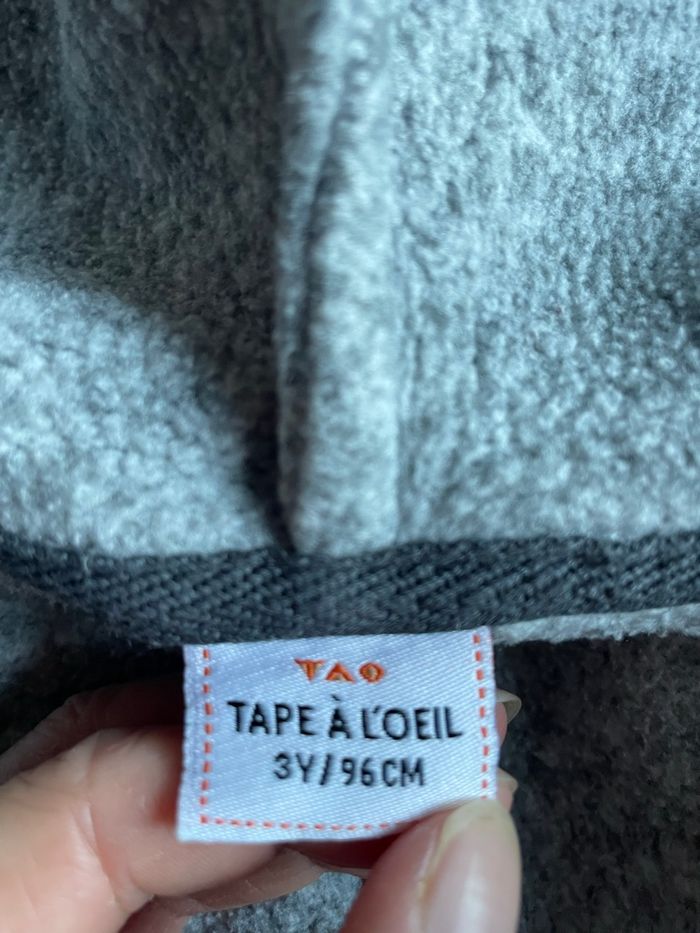 TAO
TAPE À L'OEIL
3Y/96CM